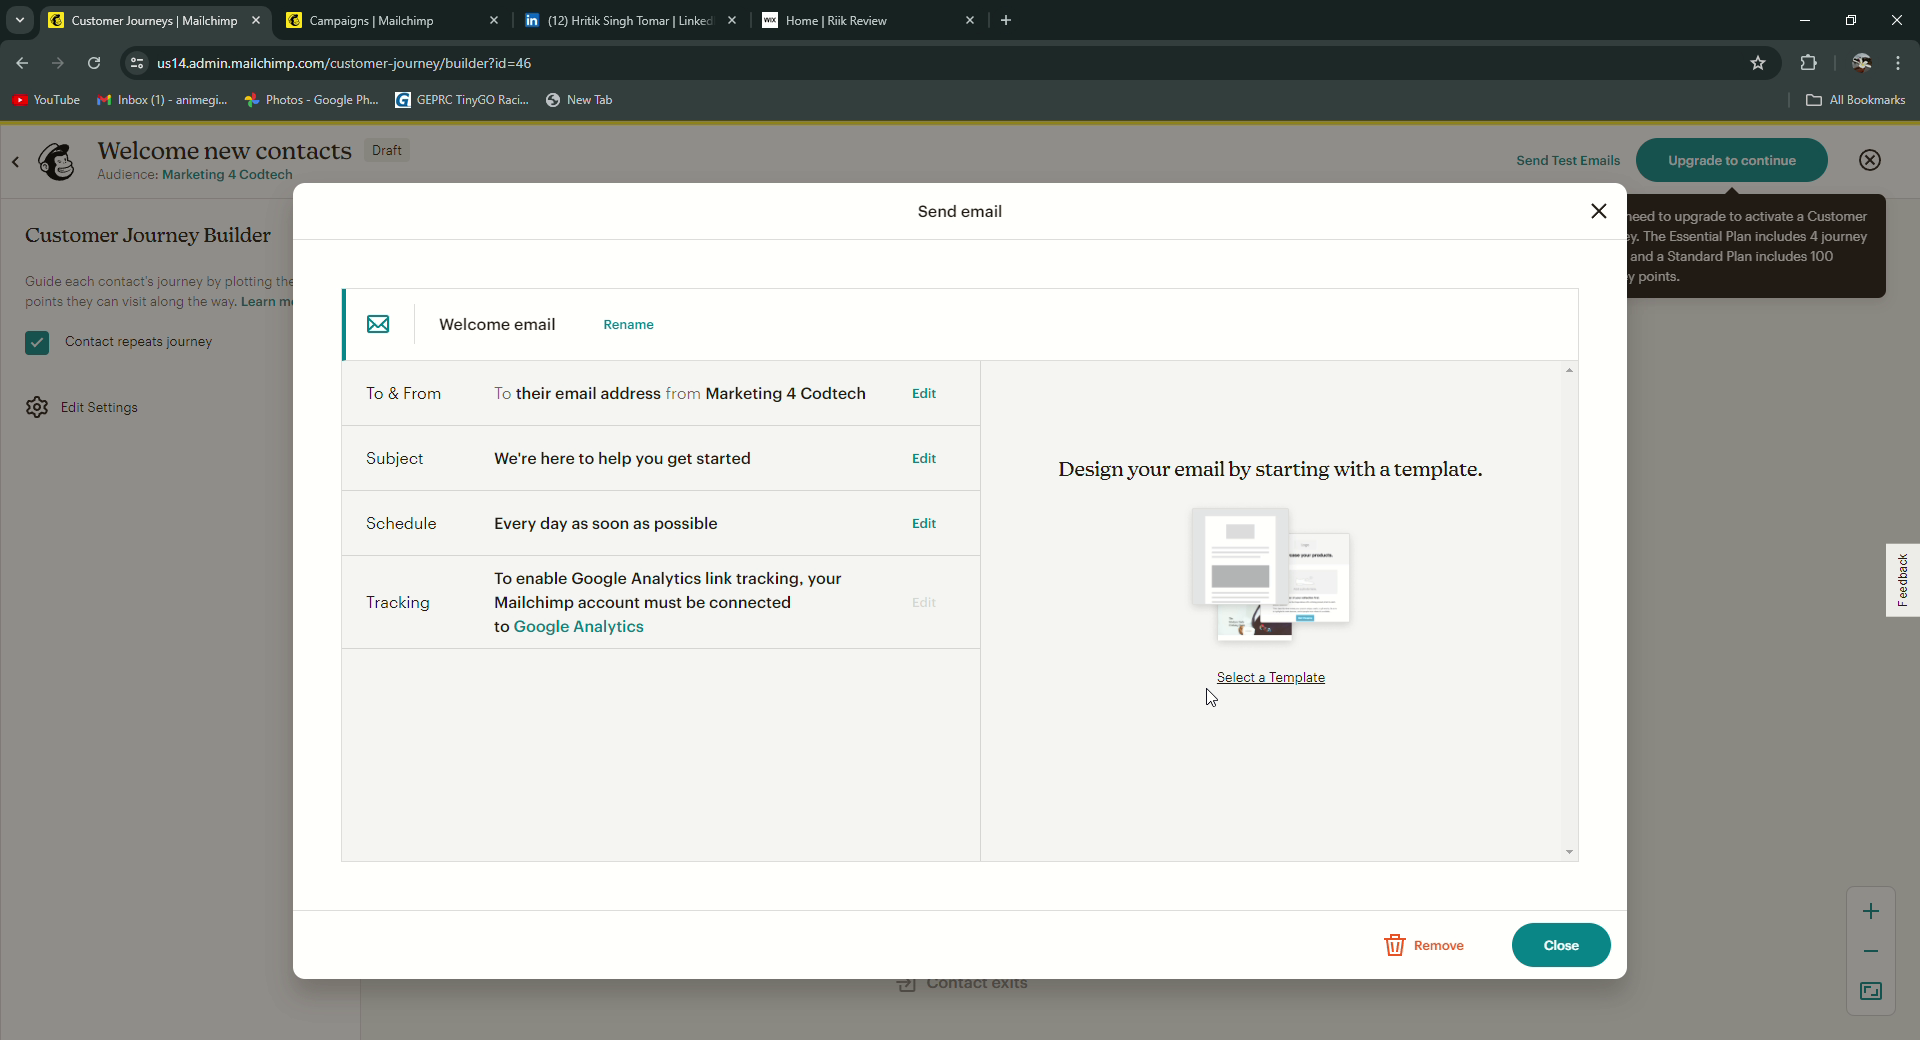 Customer Journeys | Mailchimp
Campaigns | Mailchimp
(12) Hritik Singh Tomar | Linked
Home | Riik Review
us14.admin.mailchimp.com/customer-journey/builder?id=46
YouTube
Inbox (1) - animegi...
Photos - Google Ph...
GEPRC TinyGO Raci...
New Tab
All Bookmarks
Welcome new contacts
Draft
Audience: Marketing 4 Codtech
Send Test Emails
Upgrade to continue
need to upgrade to activate a Customer
ey. The Essential Plan includes 4 journey
and a Standard Plan includes 100
y points.
Customer Journey Builder
Guide each contact's journey by plotting the
points they can visit along the way. Learn m
Contact repeats journey
Edit Settings
Send email
Welcome email
Rename
To & From
To their email address from Marketing 4 Codtech
Edit
Subject
We're here to help you get started
Edit
Schedule
Every day as soon as possible
Edit
Tracking
To enable Google Analytics link tracking, your
Mailchimp account must be connected
to Google Analytics
Edit
Design your email by starting with a template.
Select a Template
Remove
Close
Contact exits
Feedback